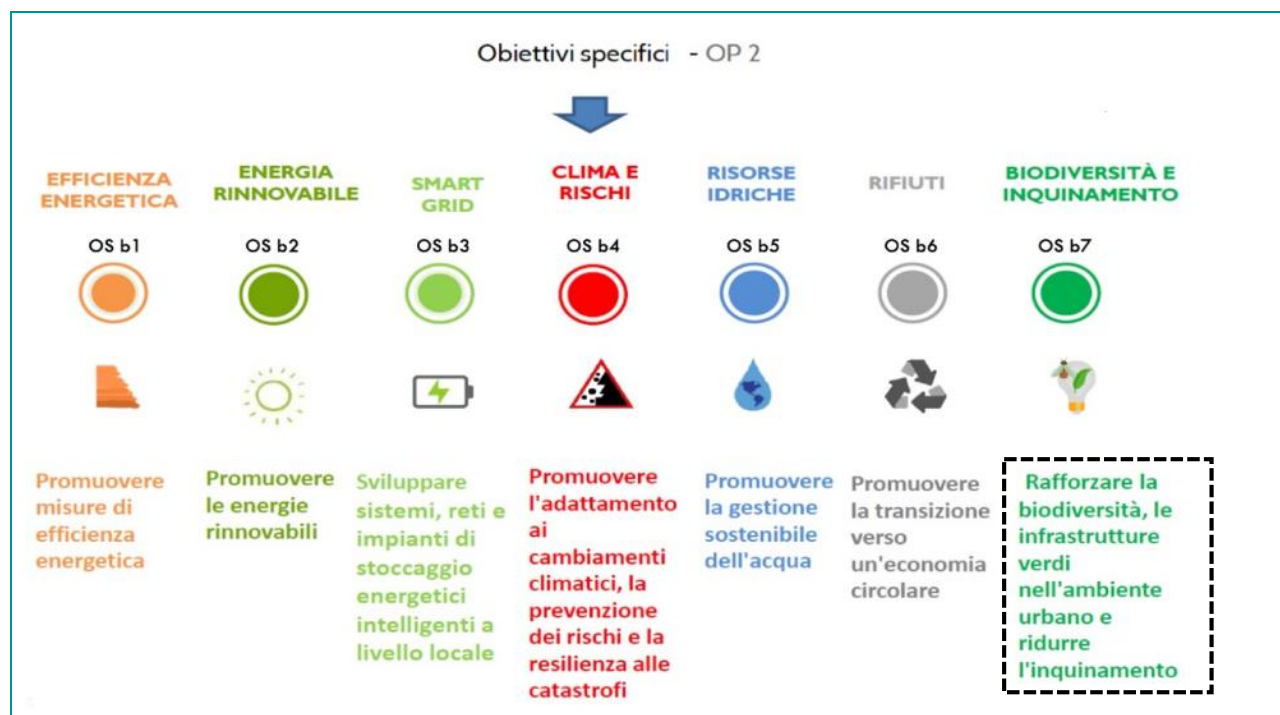 Obiettivi specifici - OP 2
EFFICIENZA
ENERGETICA
ENERGIA
RINNOVABILE
SMART
GRID
CLIMA E
RISCHI
RISORSE
IDRICHE
RIFIUTI
BIODIVERSITÀ E
INQUINAMENTO
OS b1
OS b2
OS b3
OS b4
OS b5
OS b6
OS b7
Promuovere
misure di
efficienza
energetica
Promuovere
le energie
rinnovabili
Sviluppare
sistemi, reti e
impianti di
stoccaggio
energetici
intelligenti a
livello locale
Promuovere
l'adattamento
ai
cambiamenti
climatici, la
prevenzione
dei rischi e la
resilienza alle
catastrofi
Promuovere
la gestione
sostenibile
dell'acqua
Promuovere
la transizione
verso
un'economia
circolare
Rafforzare la
biodiversità, le
infrastrutture
verdi
nell'ambiente
urbano e
ridurre
l'inquinamento